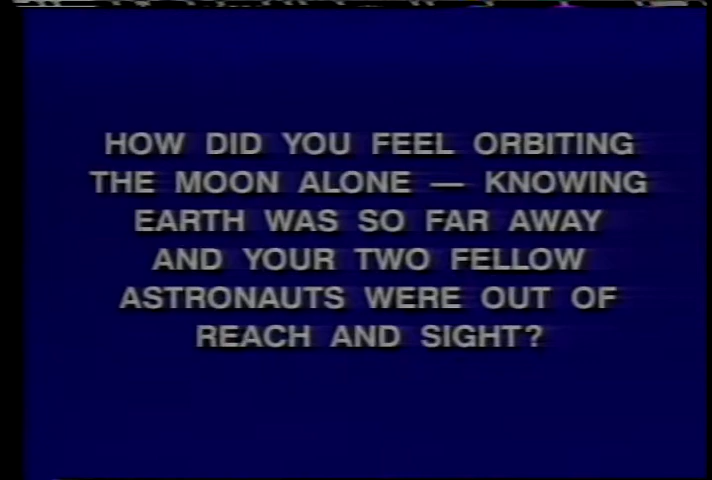 HOW DID YOU FEEL ORBITING
THE MOON ALONE — KNOWING
EARTH WAS SO FAR AWAY
AND YOUR TWO FELLOW
ASTRONAUTS WERE OUT OF
REACH AND SIGHT?